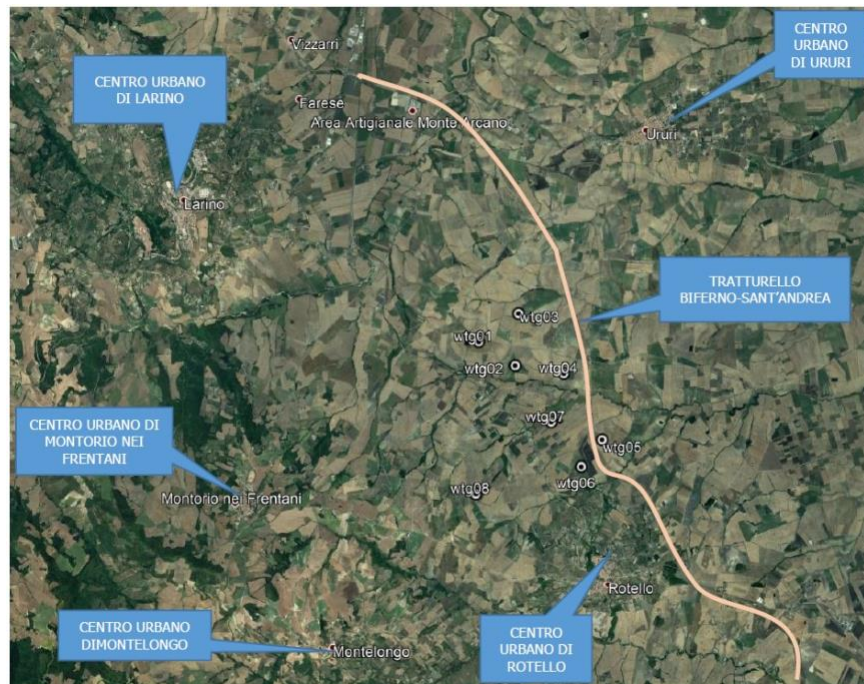 Vizzarri
CENTRO
URBANO
DI URURI
CENTRO URBANO
DI LARINO
Farese
Area Artigianale Monte Arcano
Ururi
Larino
TRATTURELLO
BIFERNO-SANT'ANDREA
wtg03
wtg01
wtg02
wtg04
CENTRO URBANO DI
MONTORIO NEI
FRENTANI
wtg07
wtg05
wtg06
wtg08
Montorio nei Frentani
Rotello
CENTRO URBANO
DIMONTELONGO
Montelongo
CENTRO
URBANO DI
ROTELLO